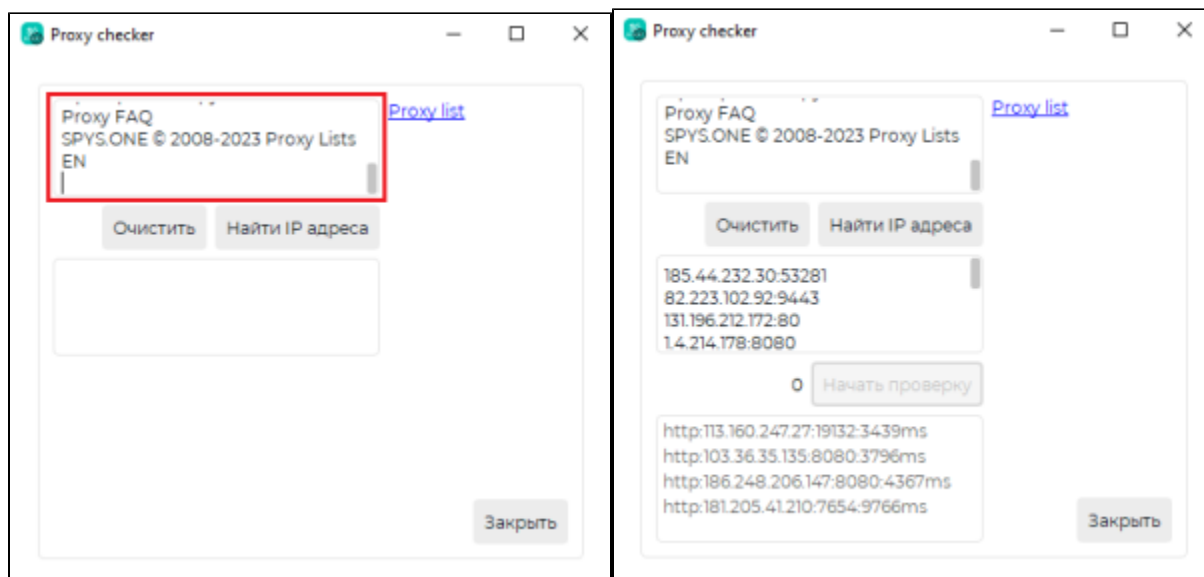 Proxy checker
Proxy FAQ
SPYS.ONE © 2008-2023 Proxy Lists
EN
Proxy list
Очистить
Найти IP адреса
Закрыть
Proxy checker
Proxy FAQ
SPYS.ONE © 2008-2023 Proxy Lists
EN
Proxy list
Очистить
Найти IP адреса
185.44.232.30:53281
82.223.102.92:9443
131.196.212.172:80
1.4.214.178:8080
0
Начать проверку
http:113.160.247.27:19132:3439ms
http:103.36.35.135:8080:3796ms
http:186.248.206.147:8080:4367ms
http:181.205.41.210:7654:9766ms
Закрыть